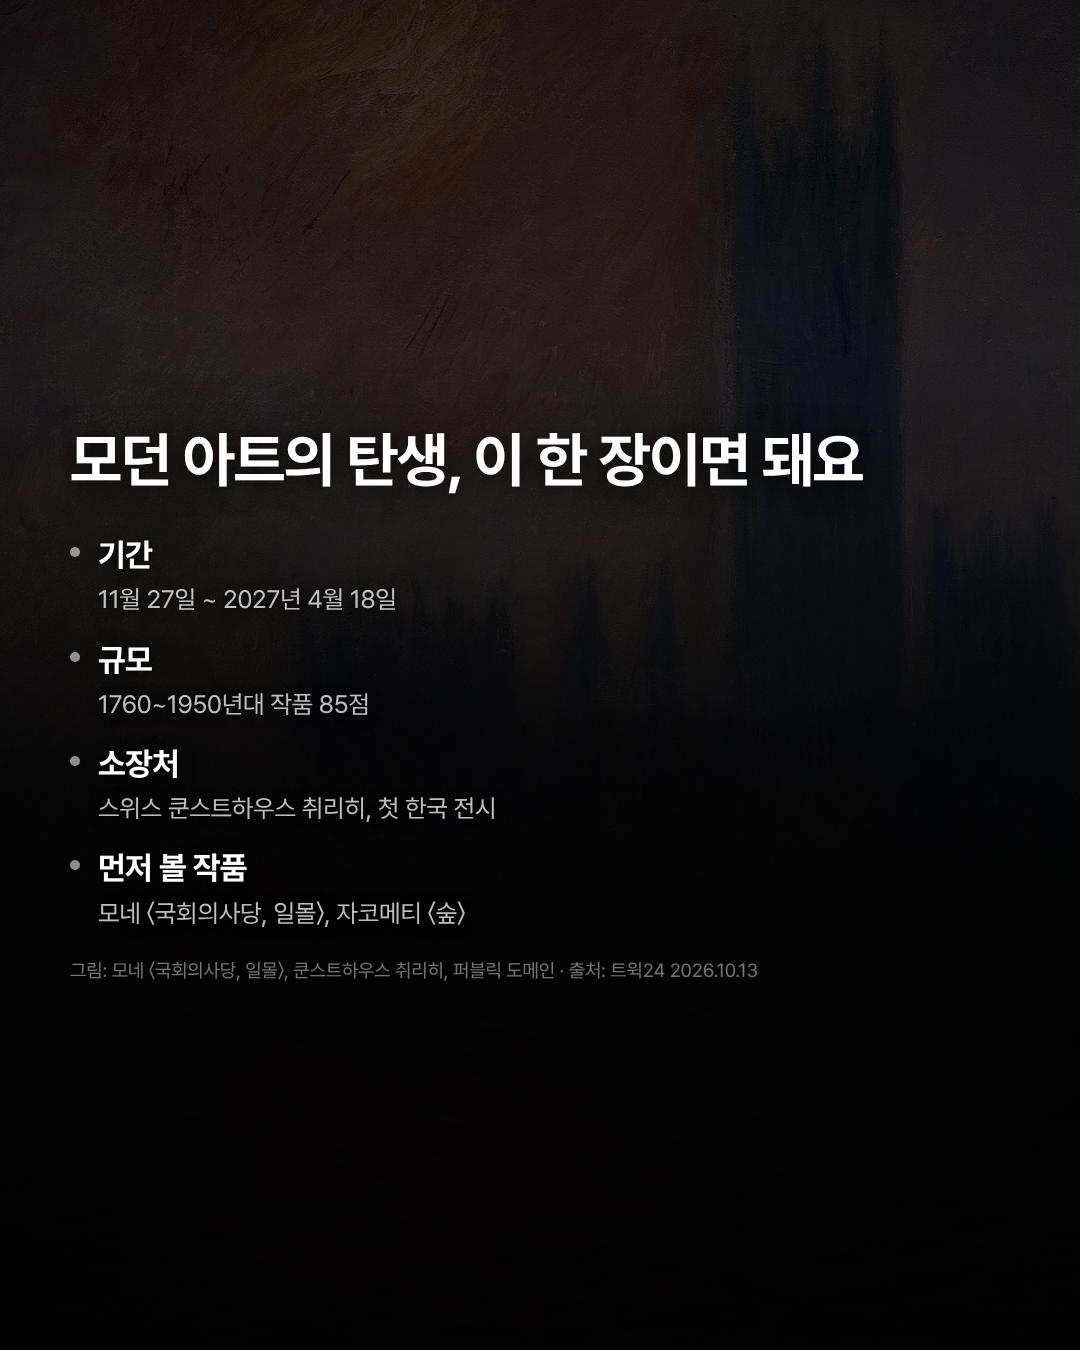 모던 아트의 탄생, 이 한 장이면 돼요
• 기간
11월 27일 ~ 2027년 4월 18일
• 규모
1760~1950년대 작품 85점
• 소장처
스위스 쿤스트하우스 취리히, 첫 한국 전시
• 먼저 볼 작품
모네 〈국회의사당, 일몰〉, 자코메티 〈숲〉
그림: 모네 〈국회의사당, 일몰〉, 쿤스트하우스 취리히, 퍼블릭 도메인 · 출처: 트윅24 2026.10.13